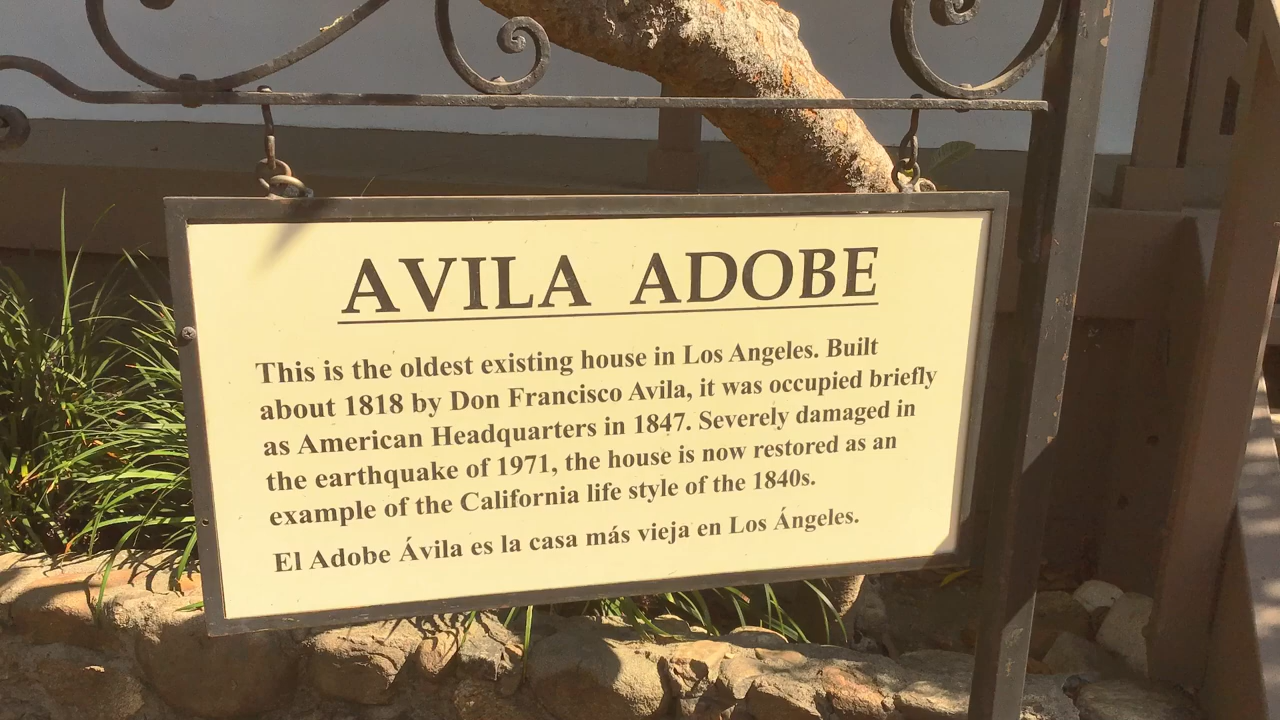 AVILA ADOBE
This is the oldest existing house in Los Angeles. Built
about 1818 by Don Francisco Avila, it was occupied briefly
as American Headquarters in 1847. Severely damaged in
the earthquake of 1971, the house is now restored as an
example of the California life style of the 1840s.
El Adobe Ávila es la casa más vieja en Los Ángeles.